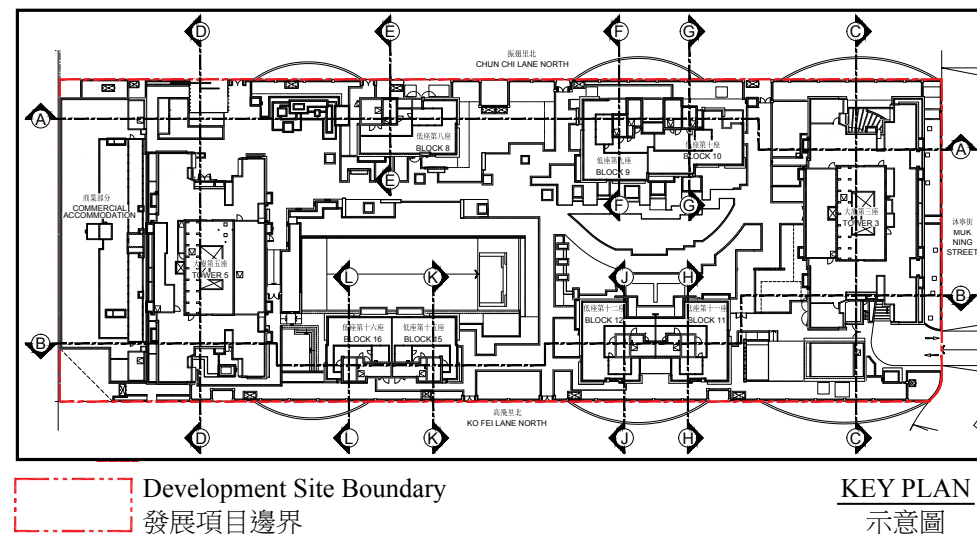 D
E
F
G
C
振翅里北
CHUN CHI LANE NORTH
A
低座第八座
BLOCK 8
低座第十座
BLOCK 10
低座第九座
BLOCK 9
A
E
F
G
商業部分
COMMERCIAL
ACCOMMODATION
大廈第三座
TOWER 3
沐寧街
MUK
NING
STREET
大廈第五座
TOWER 5
L
K
J
H
B
低座第十六座
BLOCK 16
低座第十五座
BLOCK 15
低座第十二座
BLOCK 12
低座第十一座
BLOCK 11
B
高飛里北
KO FEI LANE NORTH
D
L
K
J
H
C
Development Site Boundary
發展項目邊界
KEY PLAN
示意圖